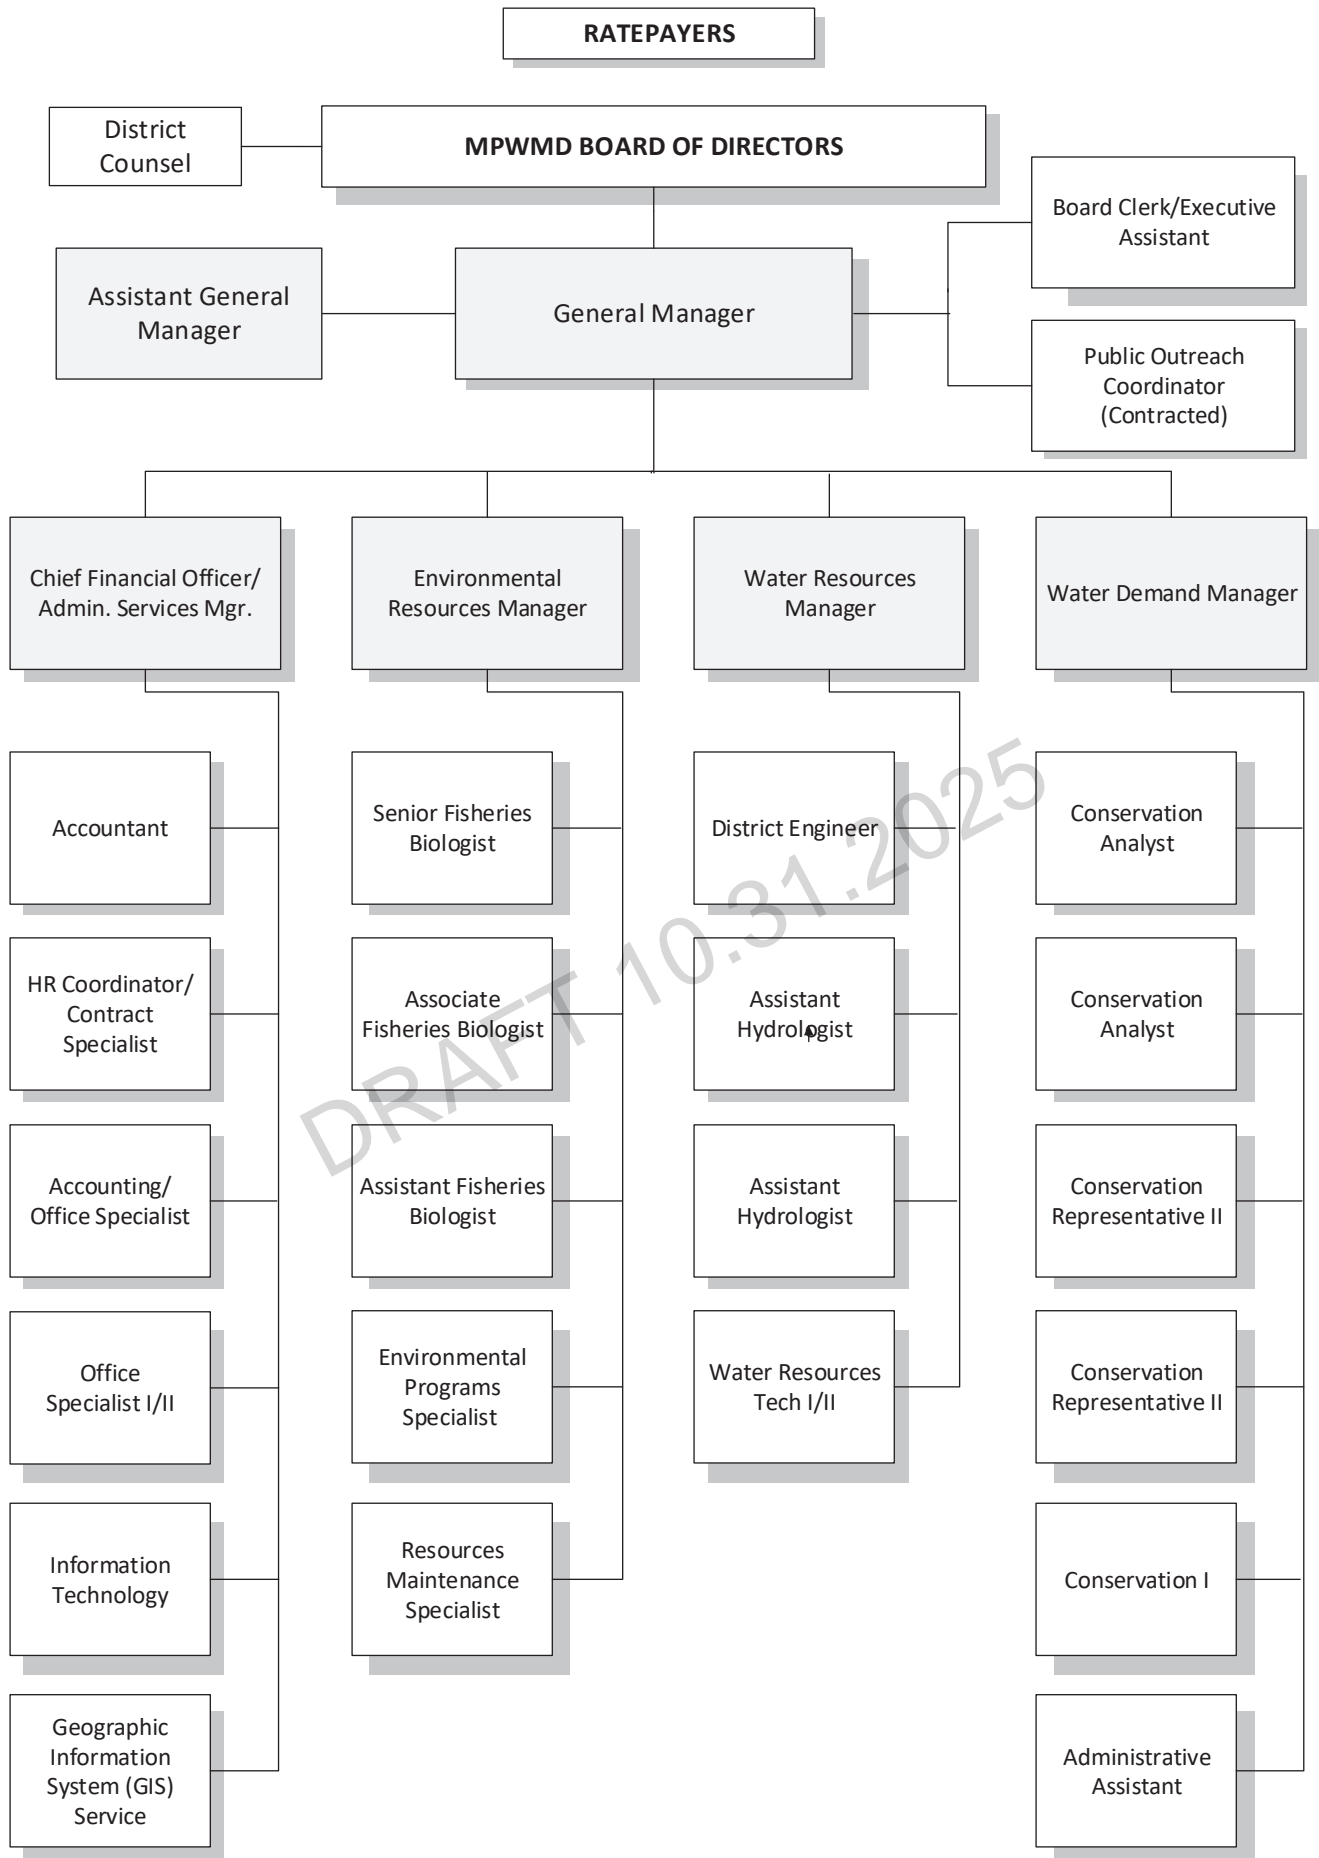 RATEPAYERS
District
Counsel
MPWMD BOARD OF DIRECTORS
Board Clerk/Executive
Assistant
Assistant General
Manager
General Manager
Public Outreach
Coordinator
(Contracted)
Chief Financial Officer/
Admin. Services Mgr.
Environmental
Resources Manager
Water Resources
Manager
Water Demand Manager
Accountant
Senior Fisheries
Biologist
District Engineer
Conservation
Analyst
HR Coordinator/
Contract
Specialist
Associate
Fisheries Biologist
Assistant
Hydrologist
Conservation
Analyst
Accounting/
Office Specialist
Assistant Fisheries
Biologist
Assistant
Hydrologist
Conservation
Representative II
Office
Specialist I/II
Environmental
Programs
Specialist
Water Resources
Tech I/II
Conservation
Representative II
Information
Technology
Resources
Maintenance
Specialist
Conservation I
Geographic
Information
System (GIS)
Service
Administrative
Assistant
DRAFT 10.31.2025